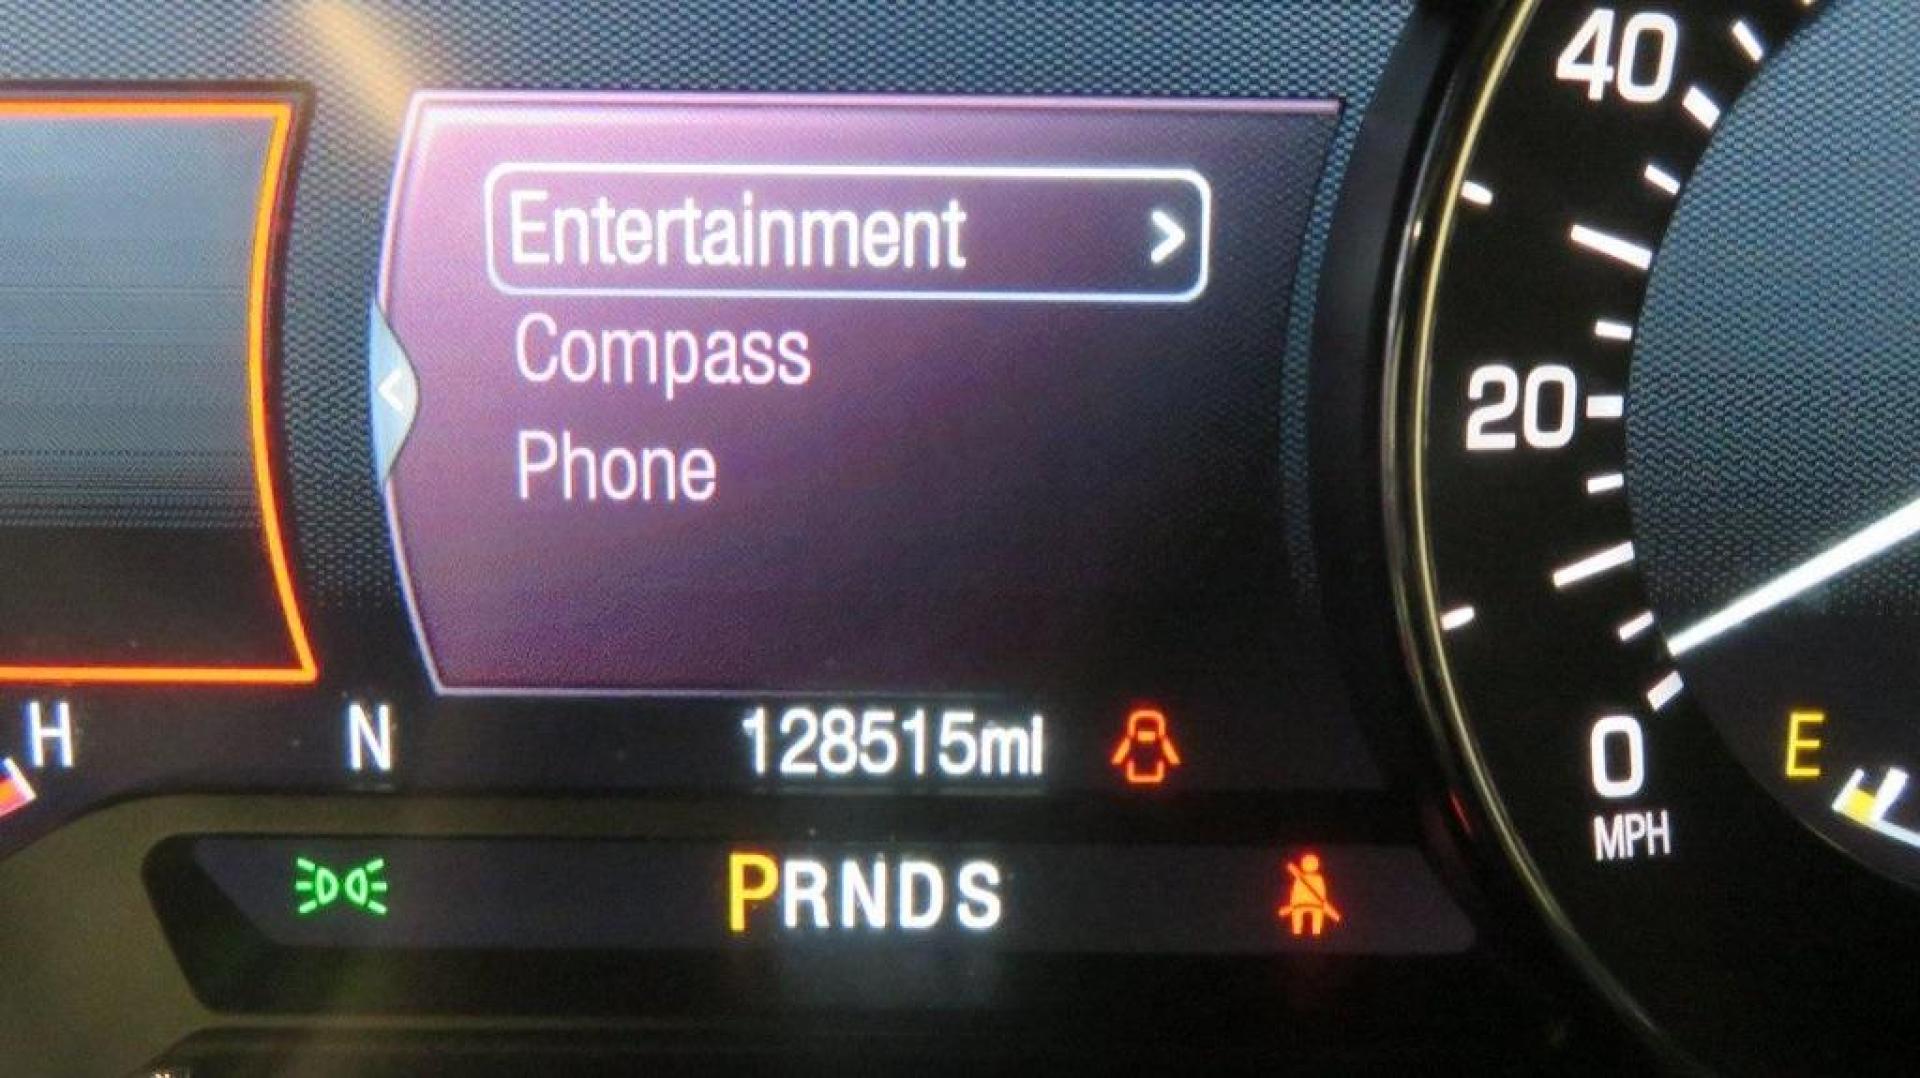 40
Entertainment >
Compass
Phone
20
H
N
128515mi
0
MPH
E
PRNDS